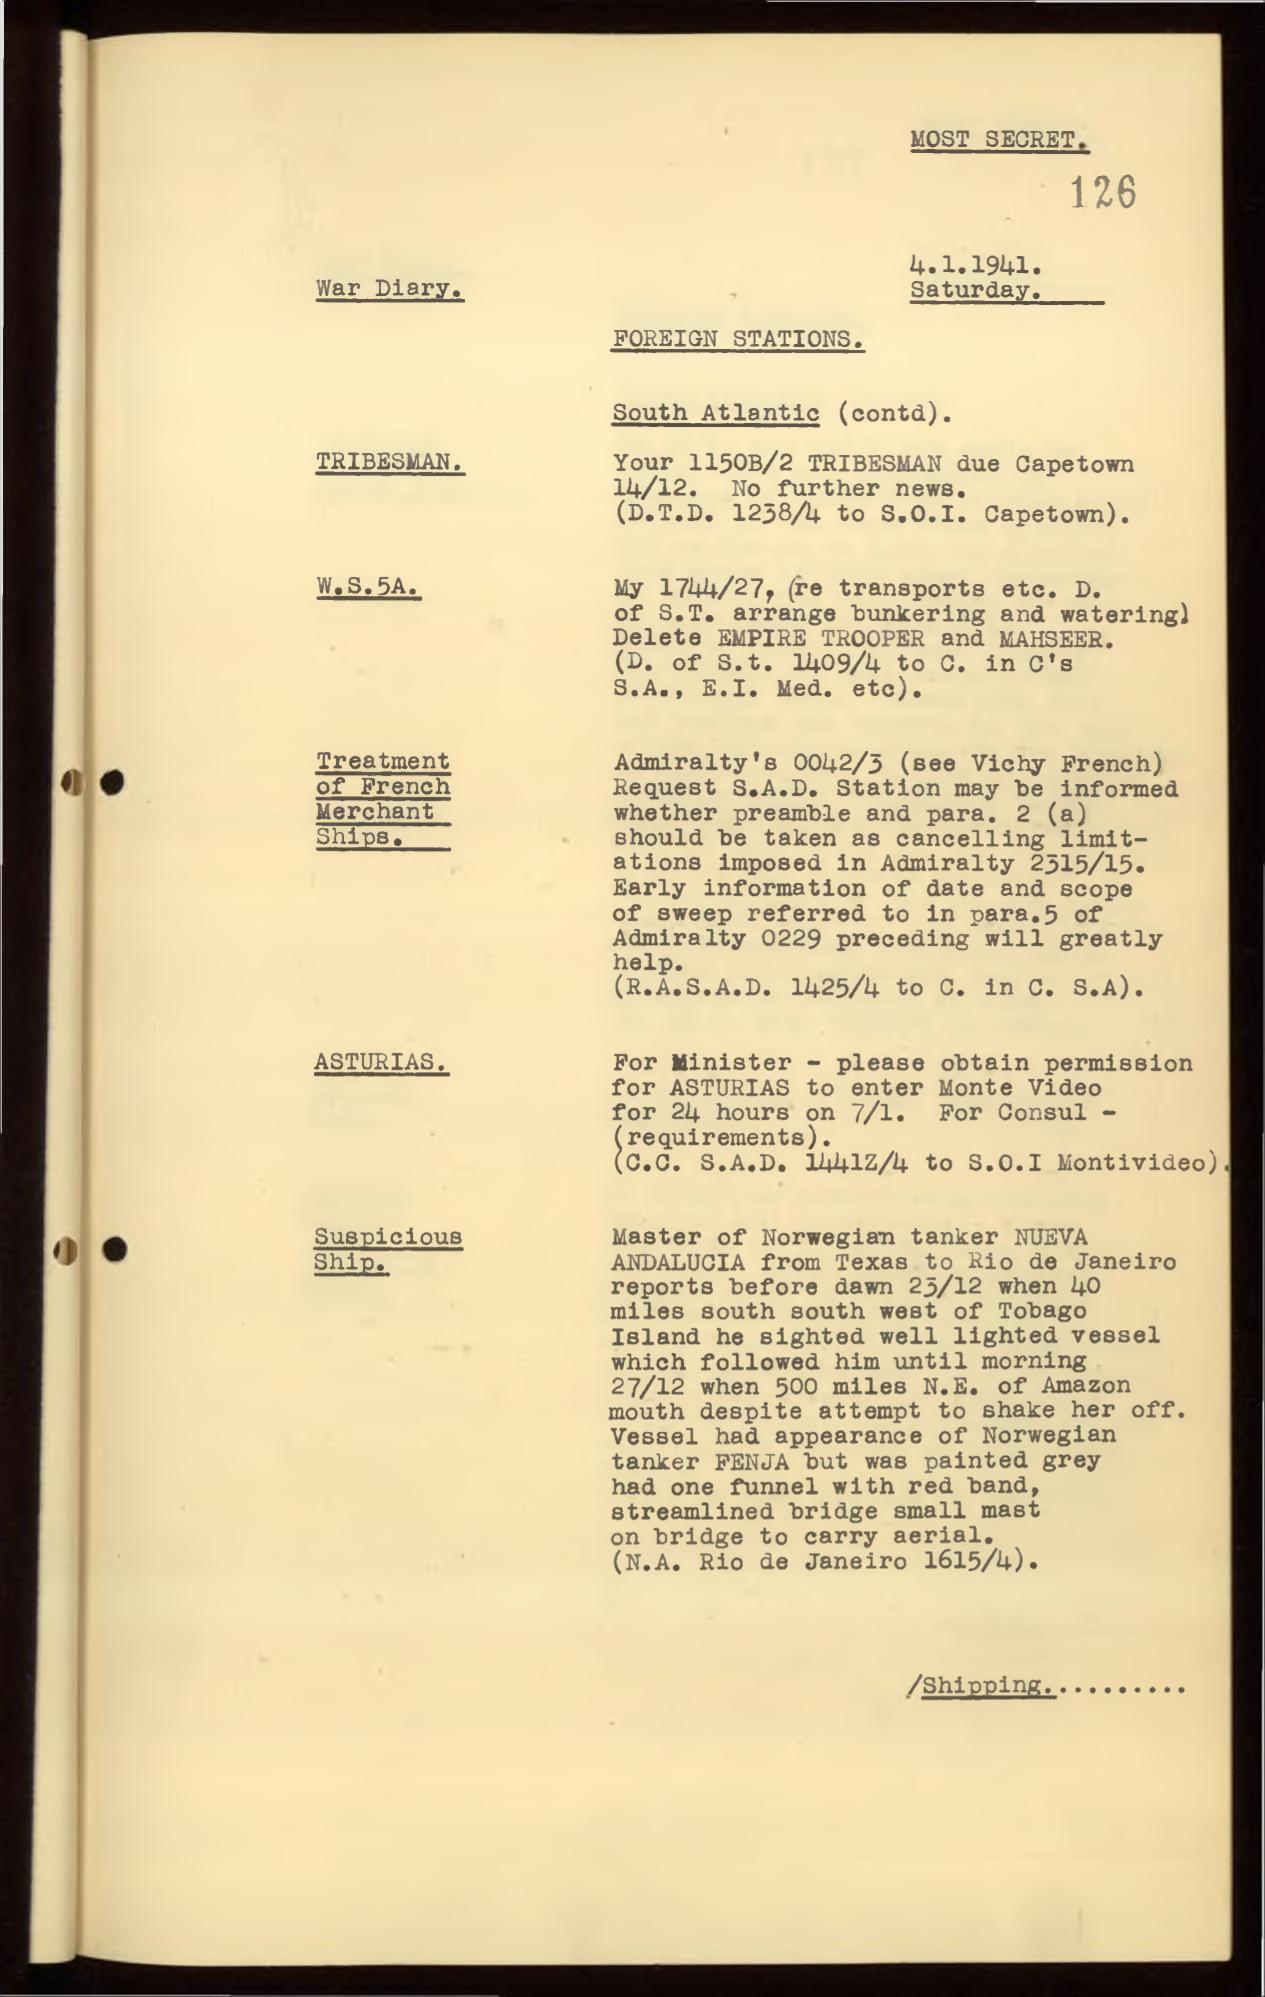 MOST SECRET.
126
4.1.1941.
War Diary.
Saturday.
FOREIGN STATIONS.
South Atlantic (contd).
TRIBESMAN.
Your 1150B/2 TRIBESMAN due Capetown
14/12. No further news.
(D.T.D. 1238/4 to S.O.I. Capetown).
W.S.5A.
My 1744/27, (re transports etc. D.
of S.T. arrange bunkering and watering)
Delete EMPIRE TROOPER and MAHSEER.
(D. of S.t. 1409/4 to C. in C's
S.A., E.I. Med. etc).
Treatment
of French
Merchant
Ships.
Admiralty's 0042/3 (see Vichy French)
Request S.A.D. Station may be informed
whether preamble and para. 2 (a)
should be taken as cancelling limit-
ations imposed in Admiralty 2315/15.
Early information of date and scope
of sweep referred to in para.5 of
Admiralty 0229 preceding will greatly
help.
(R.A.S.A.D. 1425/4 to C. in C. S.A).
ASTURIAS.
For Minister - please obtain permission
for ASTURIAS to enter Monte Video
for 24 hours on 7/1. For Consul -
(requirements).
(C.C. S.A.D. 1441Z/4 to S.O.I Montivideo).
Suspicious
Ship.
Master of Norwegian tanker NUEVA
ANDALUCIA from Texas to Rio de Janeiro
reports before dawn 23/12 when 40
miles south south west of Tobago
Island he sighted well lighted vessel
which followed him until morning
27/12 when 500 miles N.E. of Amazon
mouth despite attempt to shake her off.
Vessel had appearance of Norwegian
tanker FENJA but was painted grey
had one funnel with red band,
streamlined bridge small mast
on bridge to carry aerial.
(N.A. Rio de Janeiro 1615/4).
/Shipping..........